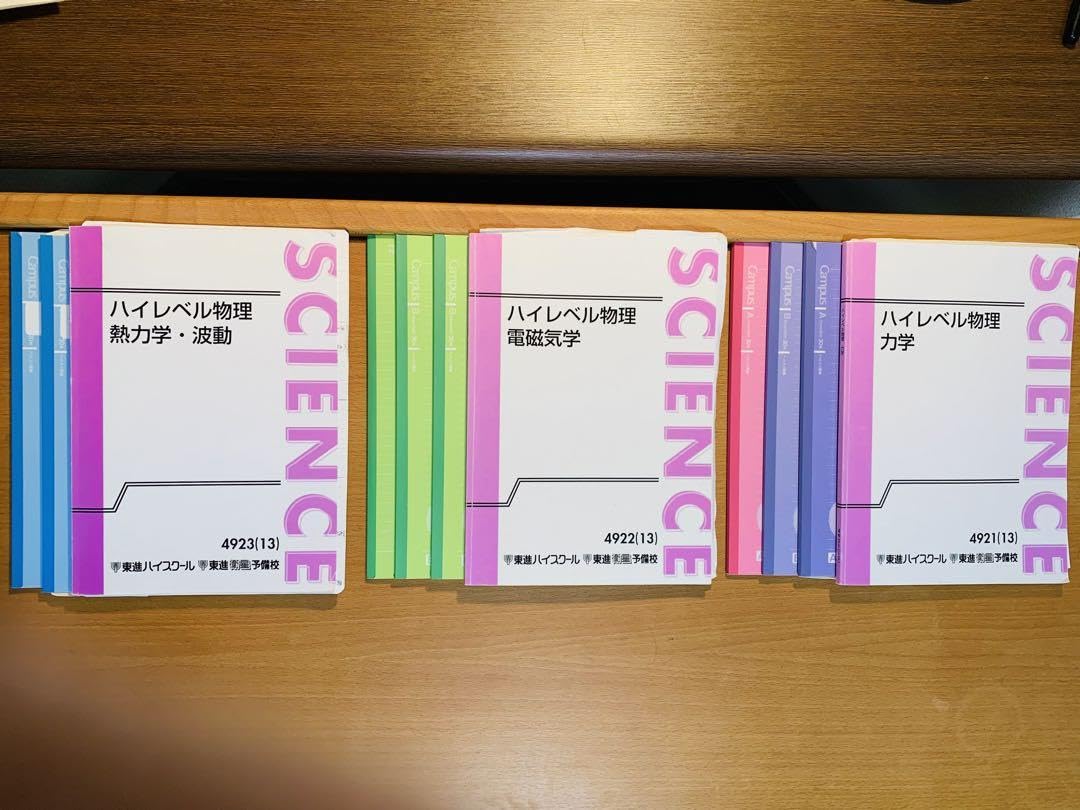 Campus
Campus
ハイレベル物理
熱力学・波動
SCIENCE
4923(13)
東進ハイスクール 東進衛星予備校
Campus B
Campus B
ハイレベル物理
電磁気学
SCIENCE
4922(13)
東進ハイスクール 東進衛星予備校
Campus A
Campus B
Campus A
ハイレベル物理
力学
SCIENCE
4921(13)
東進ハイスクール 東進衛星予備校